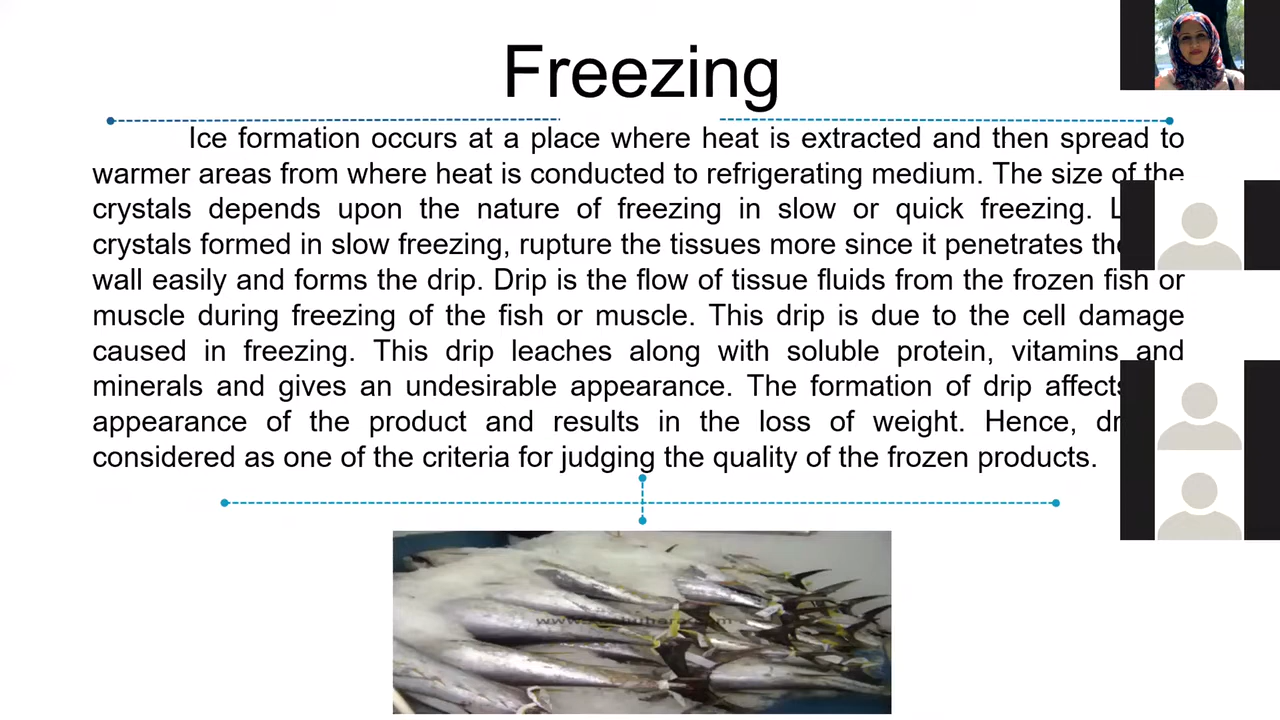 Freezing
Ice formation occurs at a place where heat is extracted and then spread to
warmer areas from where heat is conducted to refrigerating medium. The size of the
crystals depends upon the nature of freezing in slow or quick freezing.
crystals formed in slow freezing, rupture the tissues more since it penetrates
wall easily and forms the drip. Drip is the flow of tissue fluids from the frozen fish or
muscle during freezing of the fish or muscle. This drip is due to the cell damage
caused in freezing. This drip leaches along with soluble protein, vitamins and
minerals and gives an undesirable appearance. The formation of drip affects
appearance of the product and results in the loss of weight. Hence,
considered as one of the criteria for judging the quality of the frozen products.